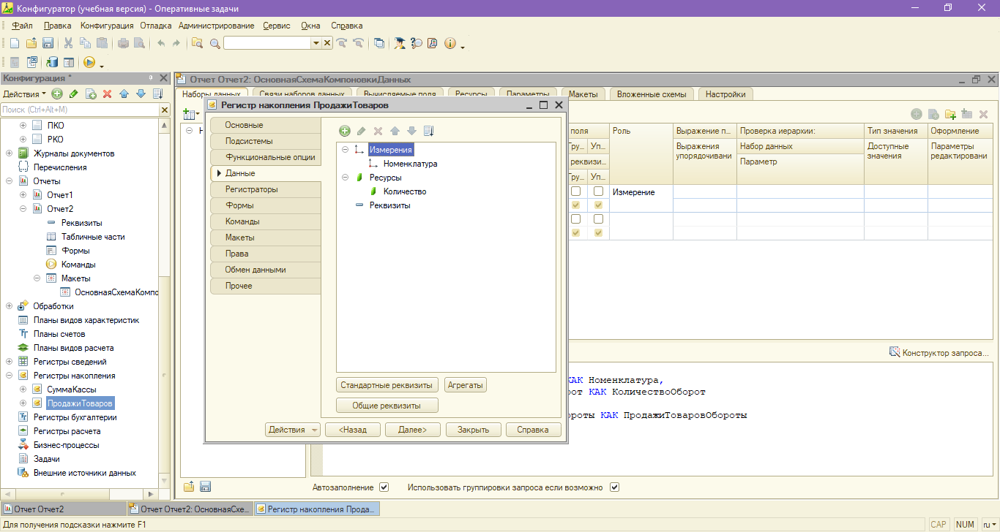 Конфигуратор (учебная версия) - Оперативные задачи
Файл Правка Конфигурация Отладка Администрирование Сервис Окна Справка
Конфигурация *
Действия
Поиск (Ctrl+Alt+M)
ПКО
РКО
Журналы документов
Перечисления
Отчеты
Отчет1
Отчет2
Реквизиты
Табличные части
Формы
Команды
Макеты
ОсновнаяСхемаКомпо
Обработки
Планы видов характеристик
Планы счетов
Планы видов расчета
Регистры сведений
Регистры накопления
СуммаКассы
ПродажиТоваров
Регистры бухгалтерии
Регистры расчета
Бизнес-процессы
Задачи
Внешние источники данных
Отчет Отчет2: ОсновнаяСхемаКомпоновкиДанных
Наборы данных Связи наборов данных Вычисляемые поля Ресурсы Параметры Макеты Вложенные схемы Настройки
Регистр накопления ПродажиТоваров
Основные
Подсистемы
Функциональные опции
Данные
Регистраторы
Формы
Команды
Макеты
Права
Обмен данными
Прочее
Измерения
Номенклатура
Ресурсы
Количество
Реквизиты
Стандартные реквизиты Агрегаты
Общие реквизиты
Действия <Назад Далее> Закрыть Справка
поля Роль Выражение п... Проверка иерархии: Тип значения Оформление
Гру... Уп... Выражения упорядочивани Набор данных Доступные значения Параметры редактировани
реквизи... Параметр
Гру... Уп...
Измерение
Конструктор запроса...
КАК Номенклатура,
рот КАК КоличествоОборот
ороты КАК ПродажиТоваровОбороты
Автозаполнение Использовать группировки запроса если возможно
Отчет Отчет2 Отчет Отчет2: ОсновнаяСхе... Регистр накопления Прода...
Для получения подсказки нажмите F1 CAP NUM ru